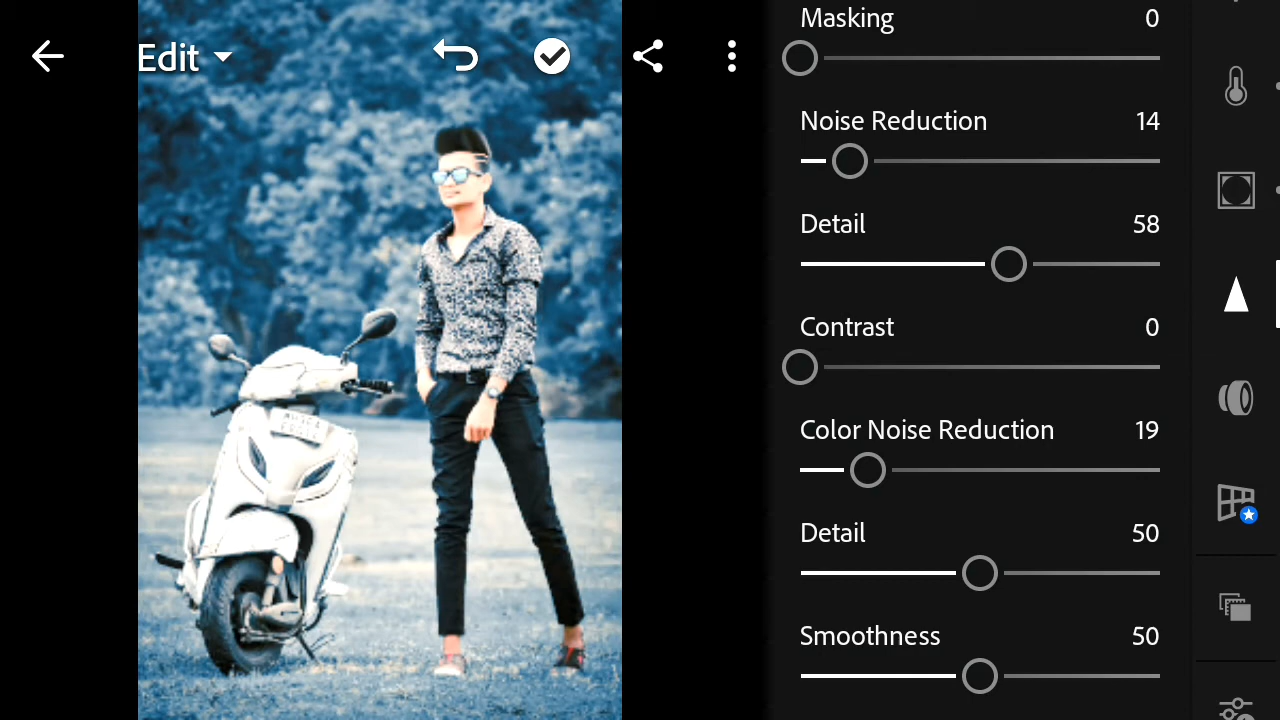 Edit
Masking 0
Noise Reduction 14
Detail 58
Contrast 0
Color Noise Reduction 19
Detail 50
Smoothness 50